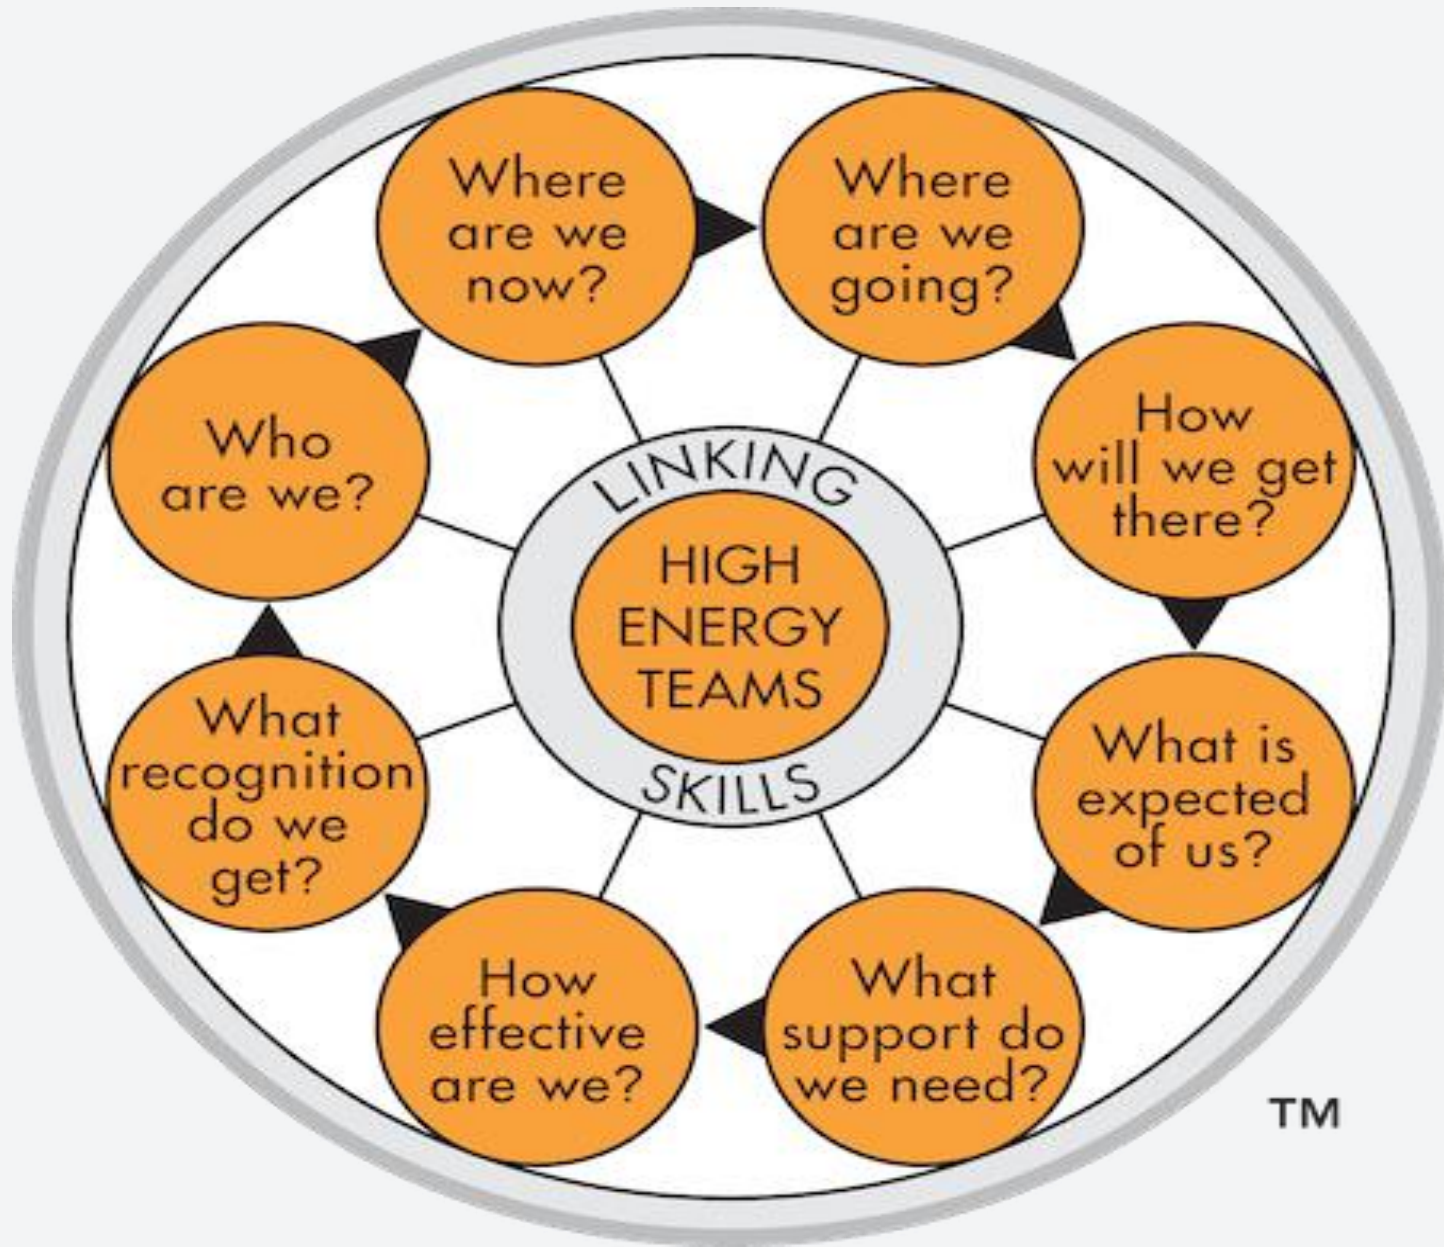 Where
are we
now?
Where
are we
going?
How
will we get
there?
What is
expected
of us?
What
support do
we need?
How
effective
are we?
What
recognition
do we
get?
Who
are we?
LINKING
SKILLS
HIGH
ENERGY
TEAMS
TM